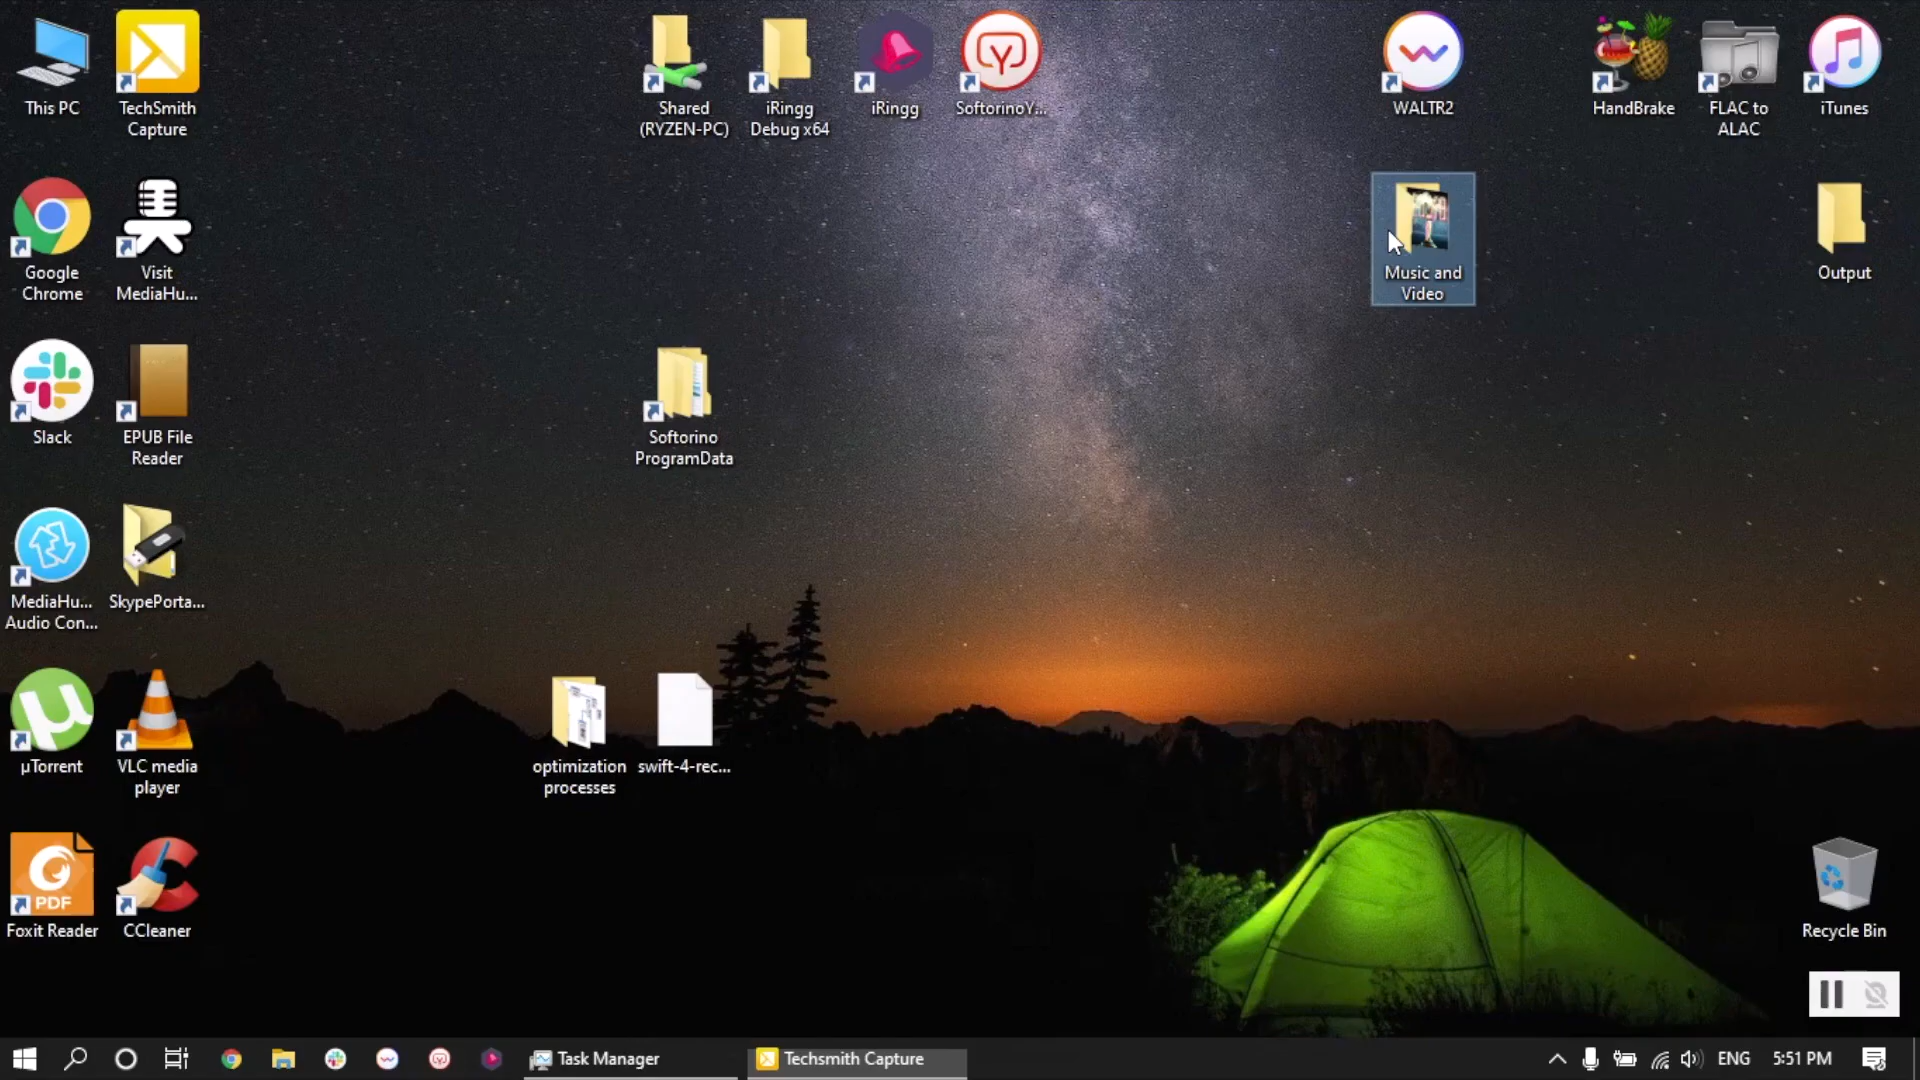 This PC
TechSmith
Capture
Shared
(RYZEN-PC)
iRingg
Debug x64
iRingg
SoftorinoY...
WALTR2
HandBrake
FLAC to
ALAC
iTunes
Google
Chrome
Visit
MediaHu...
Music and
Video
Output
Slack
EPUB File
Reader
Softorino
ProgramData
MediaHu...
Audio Con...
SkypePorta...
µTorrent
VLC media
player
optimization
processes
swift-4-rec...
PDF
Foxit Reader
CCleaner
Recycle Bin
Task Manager
Techsmith Capture
ENG
5:51 PM